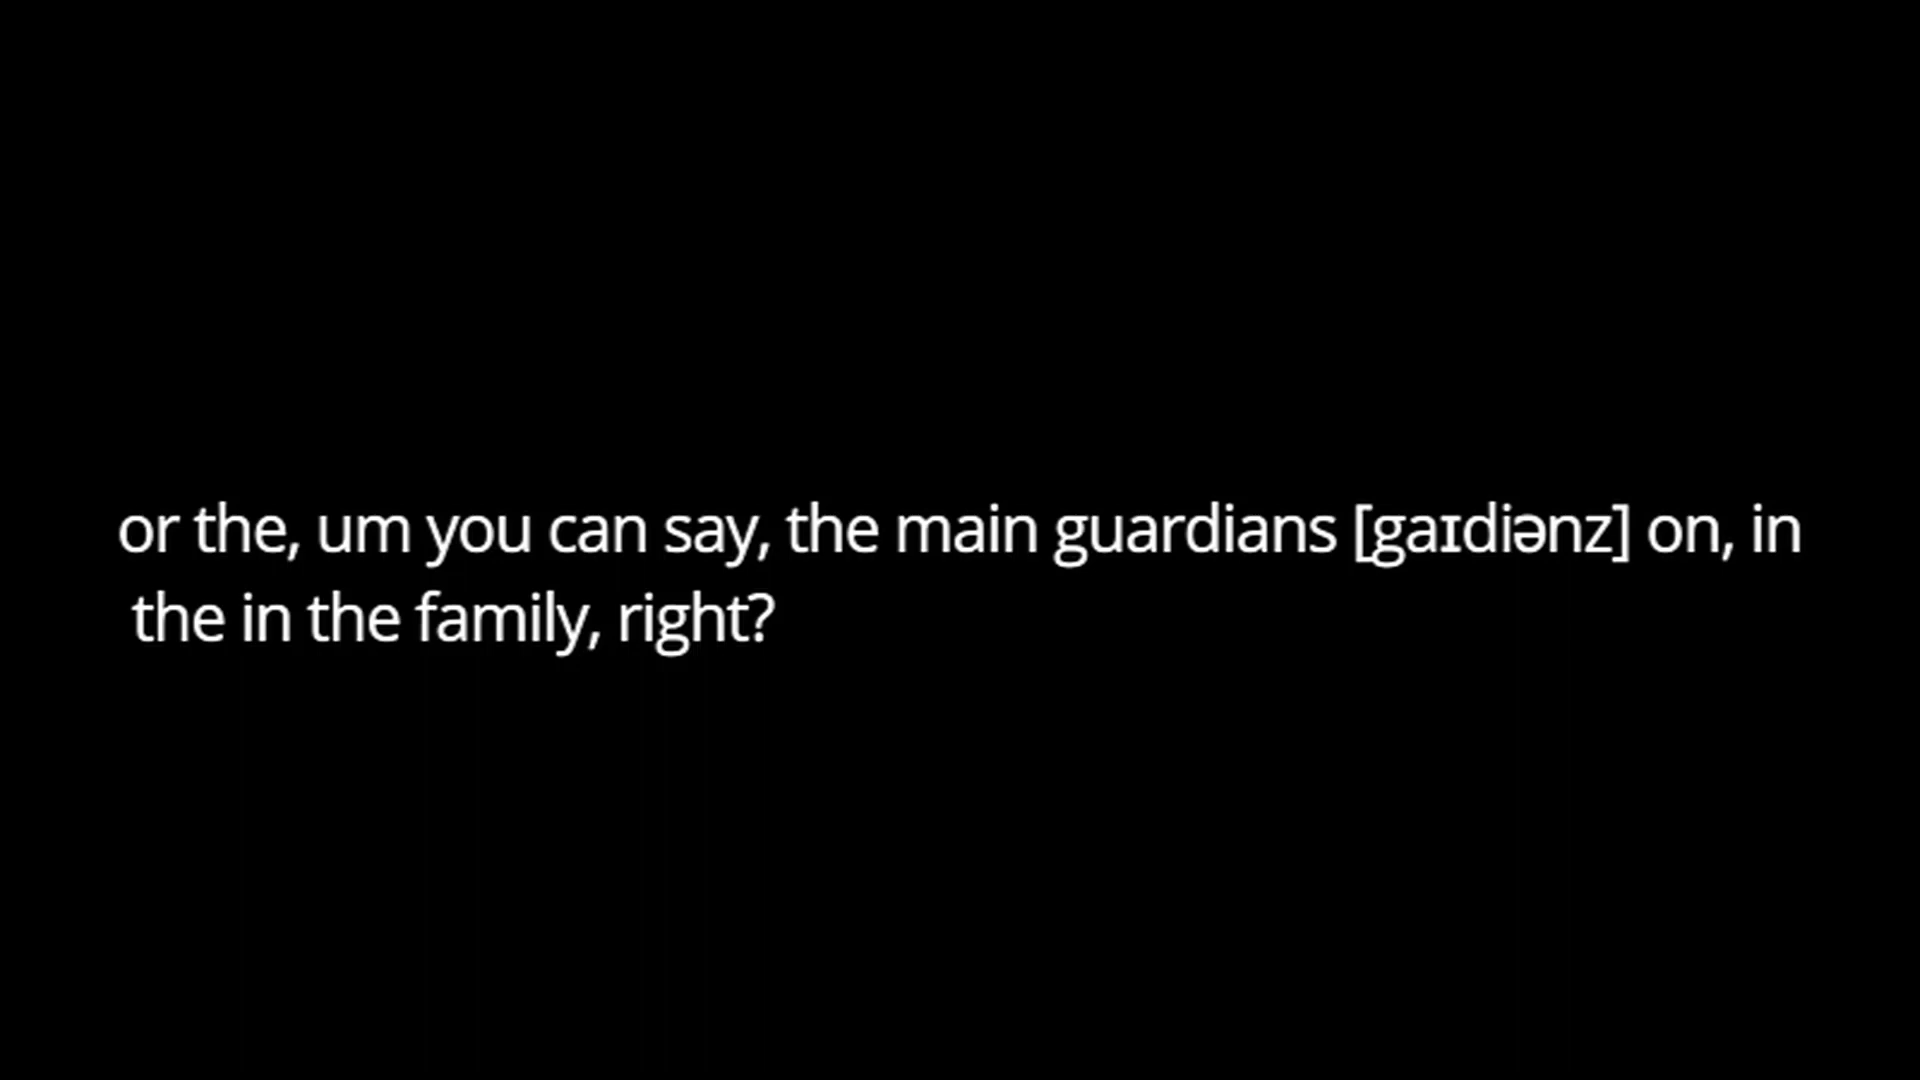 or the, um you can say, the main guardians [gaɪdiənz] on, in
the in the family, right?